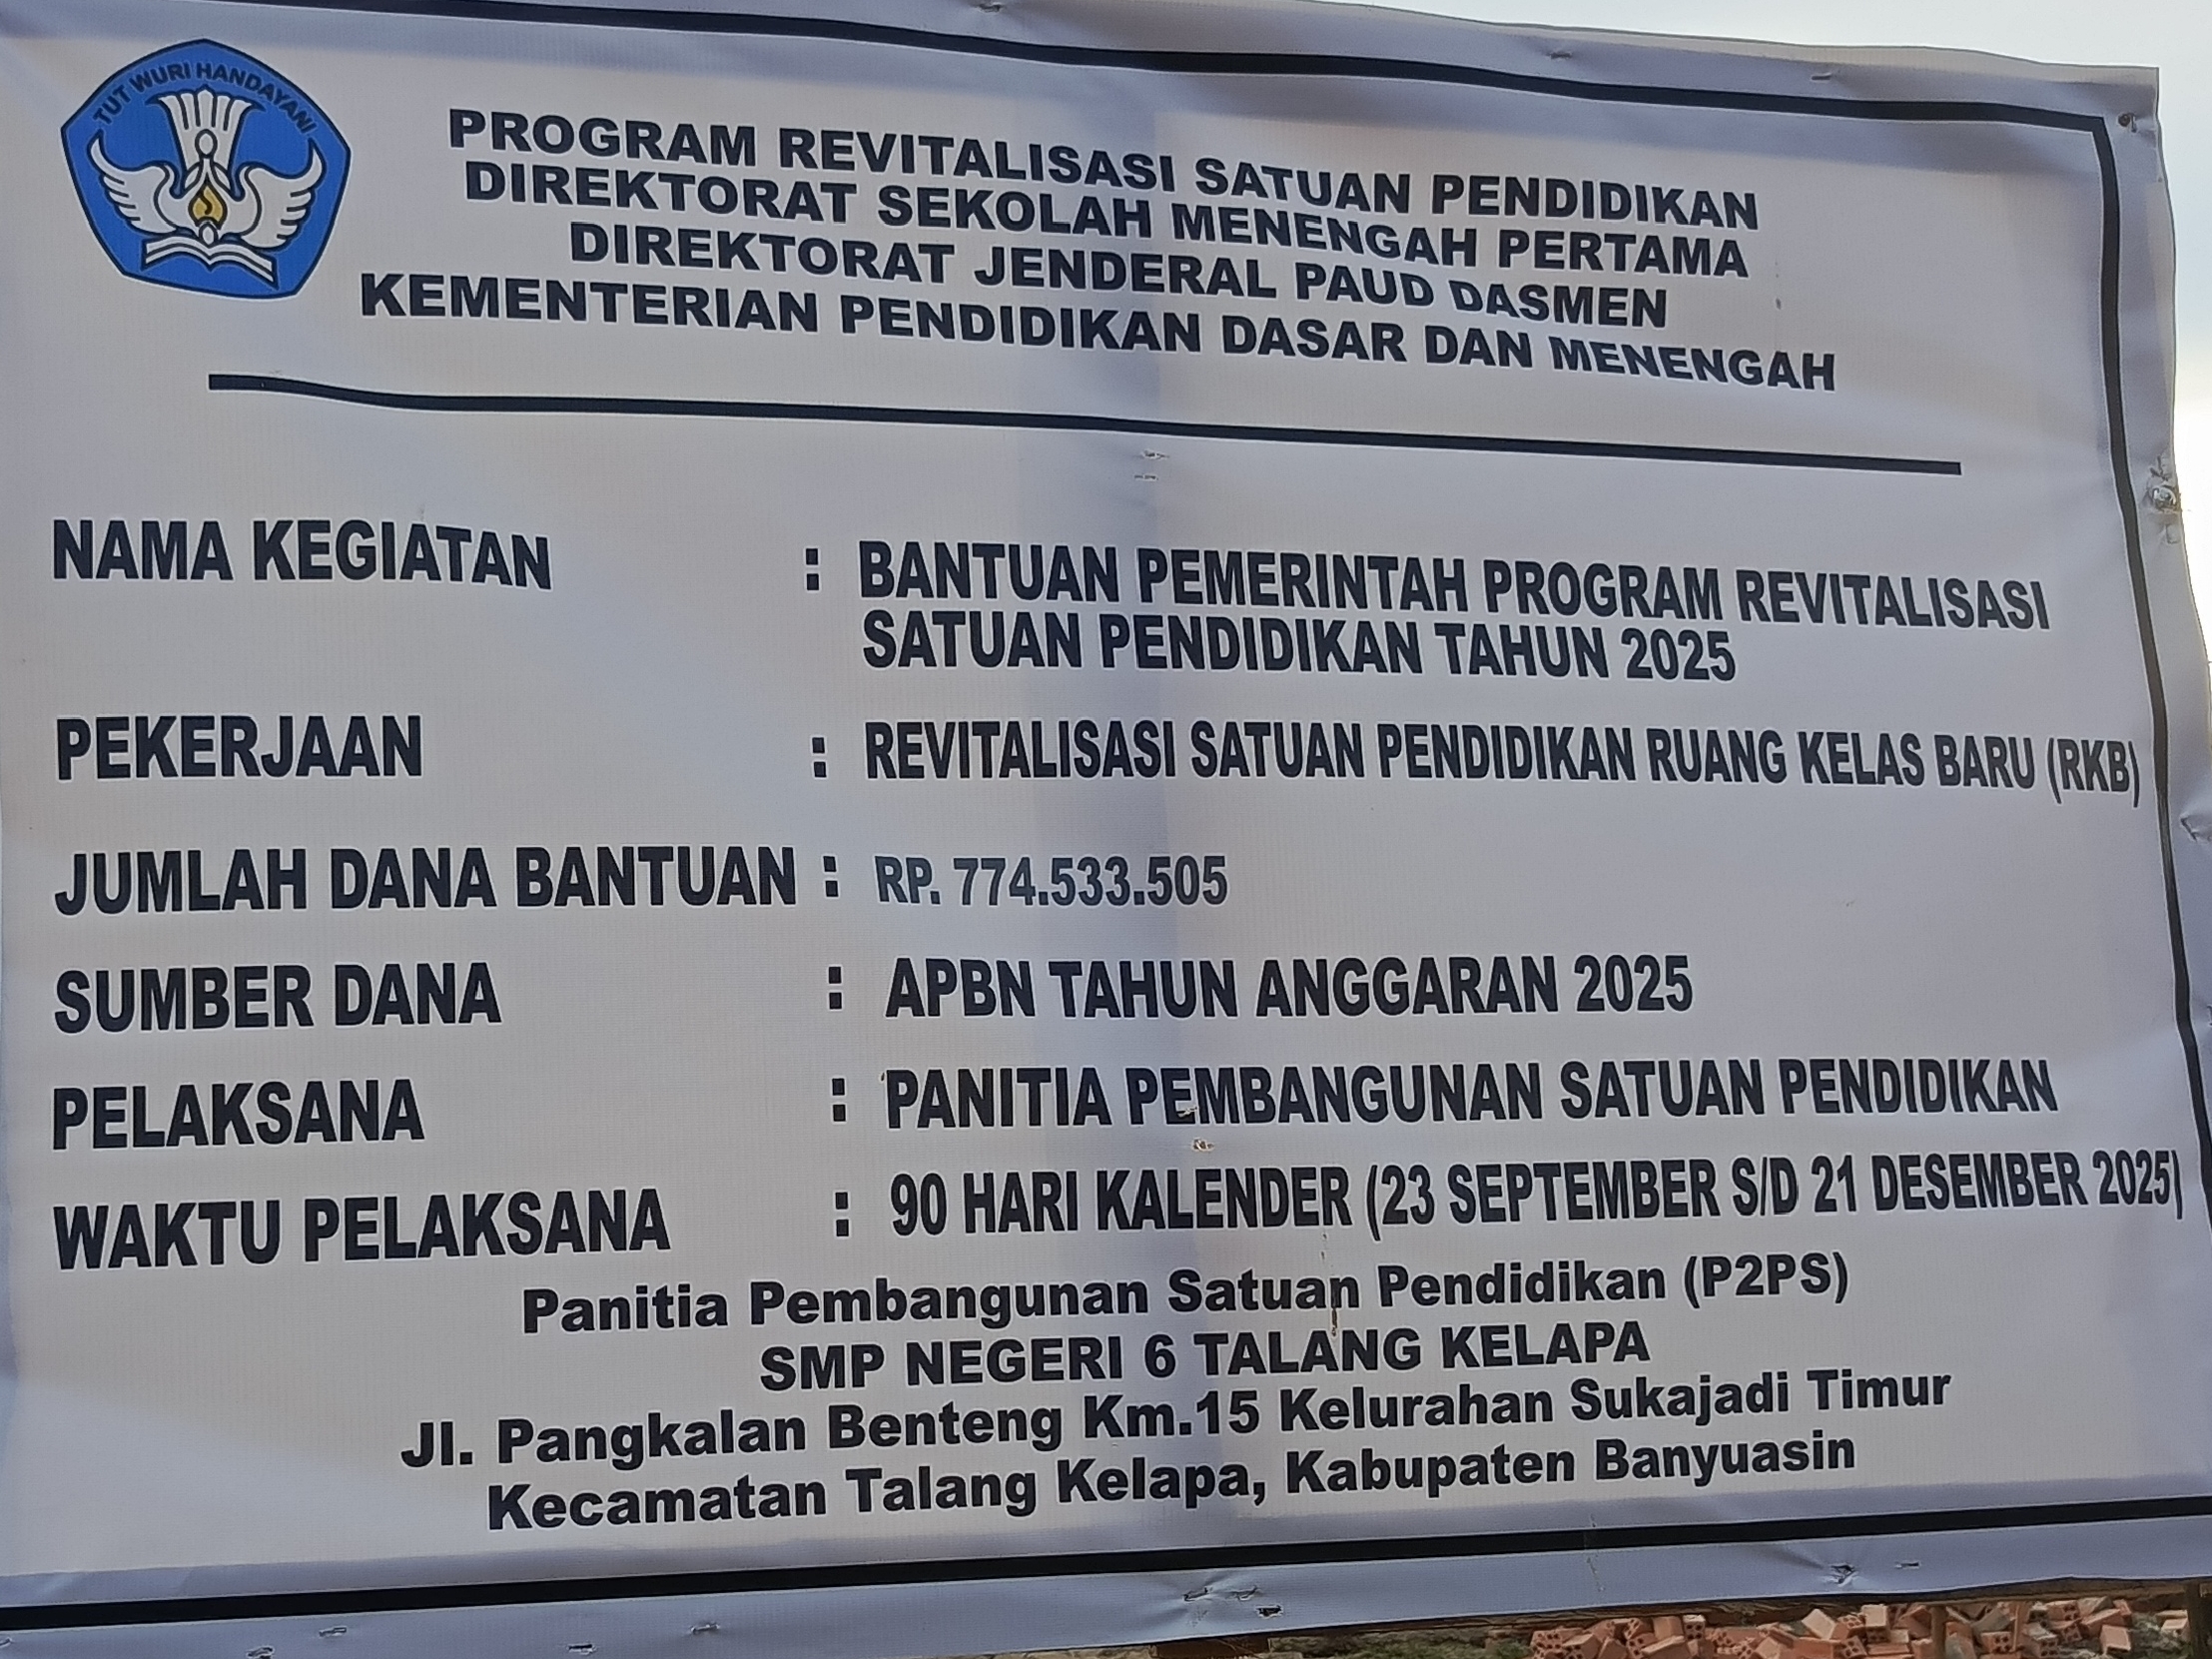 TUT WURI HANDAYANI
PROGRAM REVITALISASI SATUAN PENDIDIKAN
DIREKTORAT SEKOLAH MENENGAH PERTAMA
DIREKTORAT JENDERAL PAUD DASMEN
KEMENTERIAN PENDIDIKAN DASAR DAN MENENGAH
NAMA KEGIATAN : BANTUAN PEMERINTAH PROGRAM REVITALISASI
SATUAN PENDIDIKAN TAHUN 2025
PEKERJAAN : REVITALISASI SATUAN PENDIDIKAN RUANG KELAS BARU (RKB)
JUMLAH DANA BANTUAN : RP. 774.533.505
SUMBER DANA : APBN TAHUN ANGGARAN 2025
PELAKSANA : PANITIA PEMBANGUNAN SATUAN PENDIDIKAN
WAKTU PELAKSANA : 90 HARI KALENDER (23 SEPTEMBER S/D 21 DESEMBER 2025)
Panitia Pembangunan Satuan Pendidikan (P2PS)
SMP NEGERI 6 TALANG KELAPA
Jl. Pangkalan Benteng Km.15 Kelurahan Sukajadi Timur
Kecamatan Talang Kelapa, Kabupaten Banyuasin